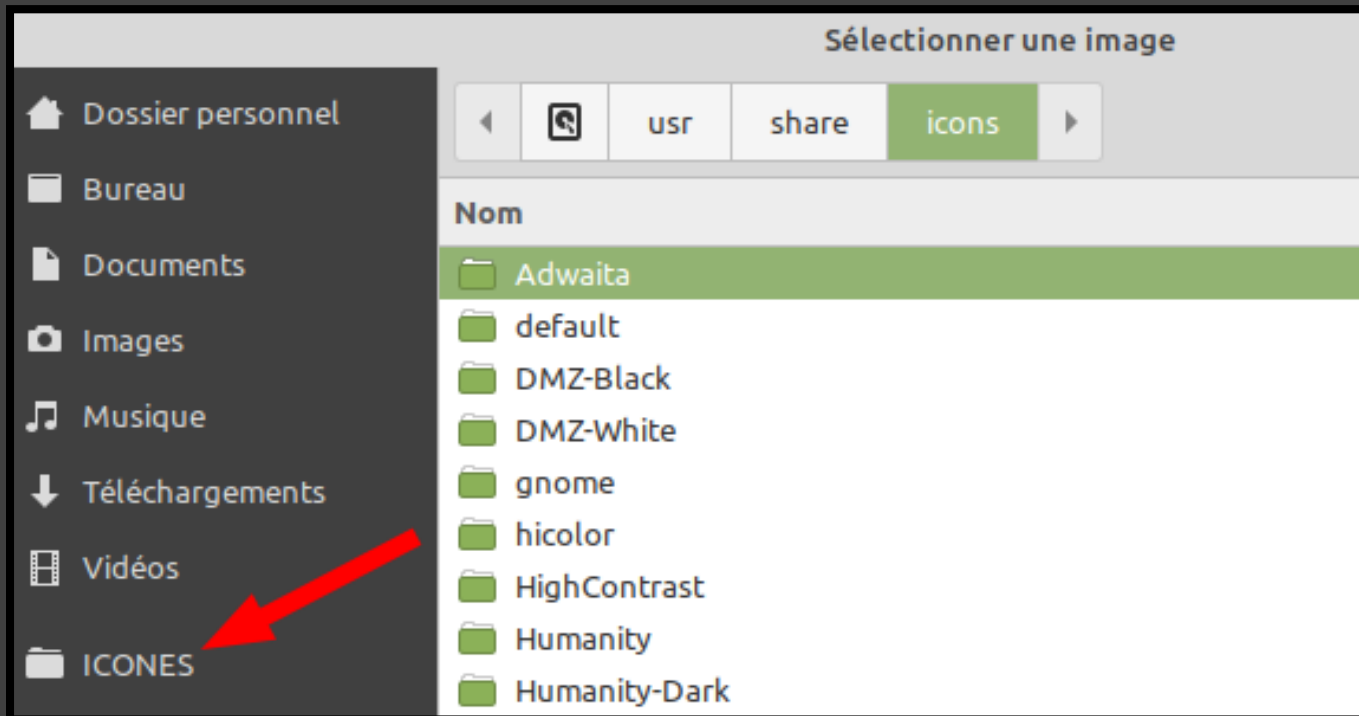 Sélectionner une image
Dossier personnel
Bureau
Documents
Images
Musique
Téléchargements
Vidéos
ICONES
usr share icons
Nom
Adwaita
default
DMZ-Black
DMZ-White
gnome
hicolor
HighContrast
Humanity
Humanity-Dark